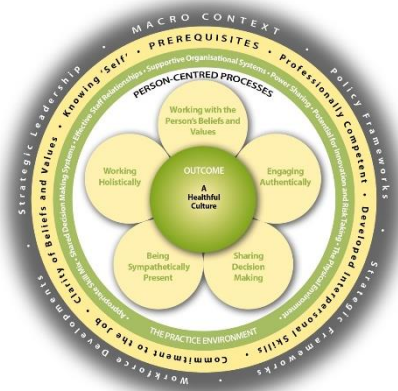 MACRO CONTEXT • Policy Frameworks • Strategic Frameworks • Workforce Developments • Strategic Leadership •
PREREQUISITES • Professionally Competent • Developed Interpersonal Skills • Commitment to the Job • Clarity of Beliefs and Values • Knowing 'Self' •
THE PRACTICE ENVIRONMENT
• Appropriate Skill Mix • Shared Decision Making Systems • Effective Staff Relationships • Supportive Organisational Systems • Power Sharing • Potential for Innovation and Risk Taking • The Physical Environment •
PERSON-CENTRED PROCESSES
Working with the
Person's Beliefs and
Values
Engaging
Authentically
Sharing
Decision
Making
Being
Sympathetically
Present
Working
Holistically
OUTCOME
A
Healthful
Culture